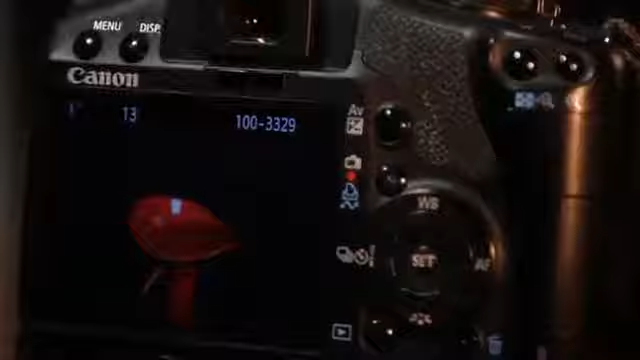 MENU DISP.
Canon
13 100-3329
Av
WB
SET
AF